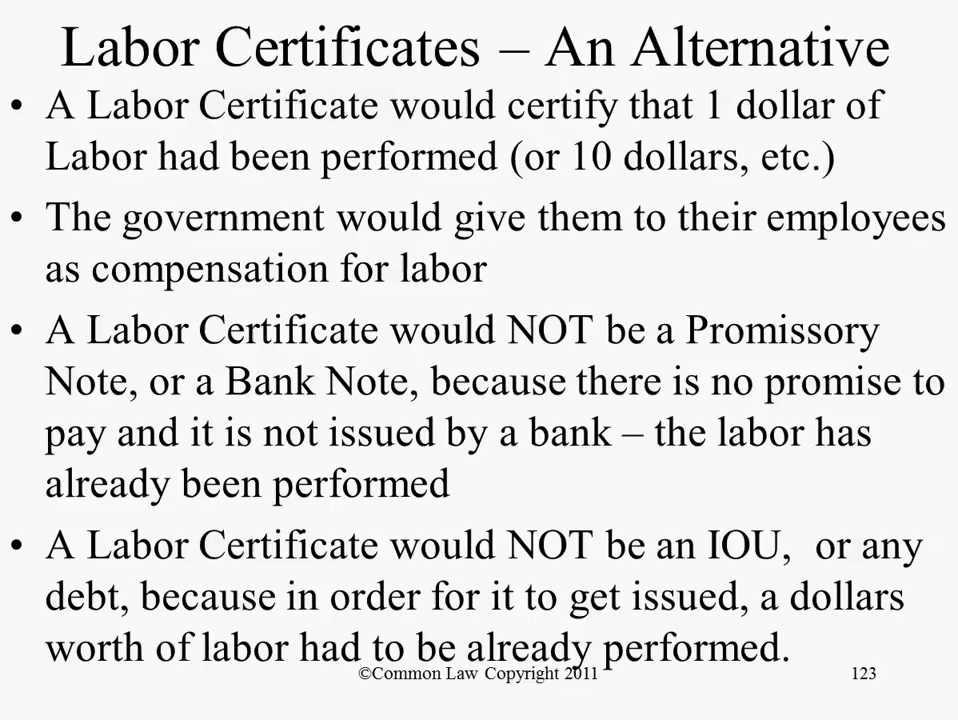 Labor Certificates – An Alternative
• A Labor Certificate would certify that 1 dollar of
Labor had been performed (or 10 dollars, etc.)
• The government would give them to their employees
as compensation for labor
• A Labor Certificate would NOT be a Promissory
Note, or a Bank Note, because there is no promise to
pay and it is not issued by a bank – the labor has
already been performed
• A Labor Certificate would NOT be an IOU,  or any
debt, because in order for it to get issued, a dollars
worth of labor had to be already performed.
©Common Law Copyright 2011
123